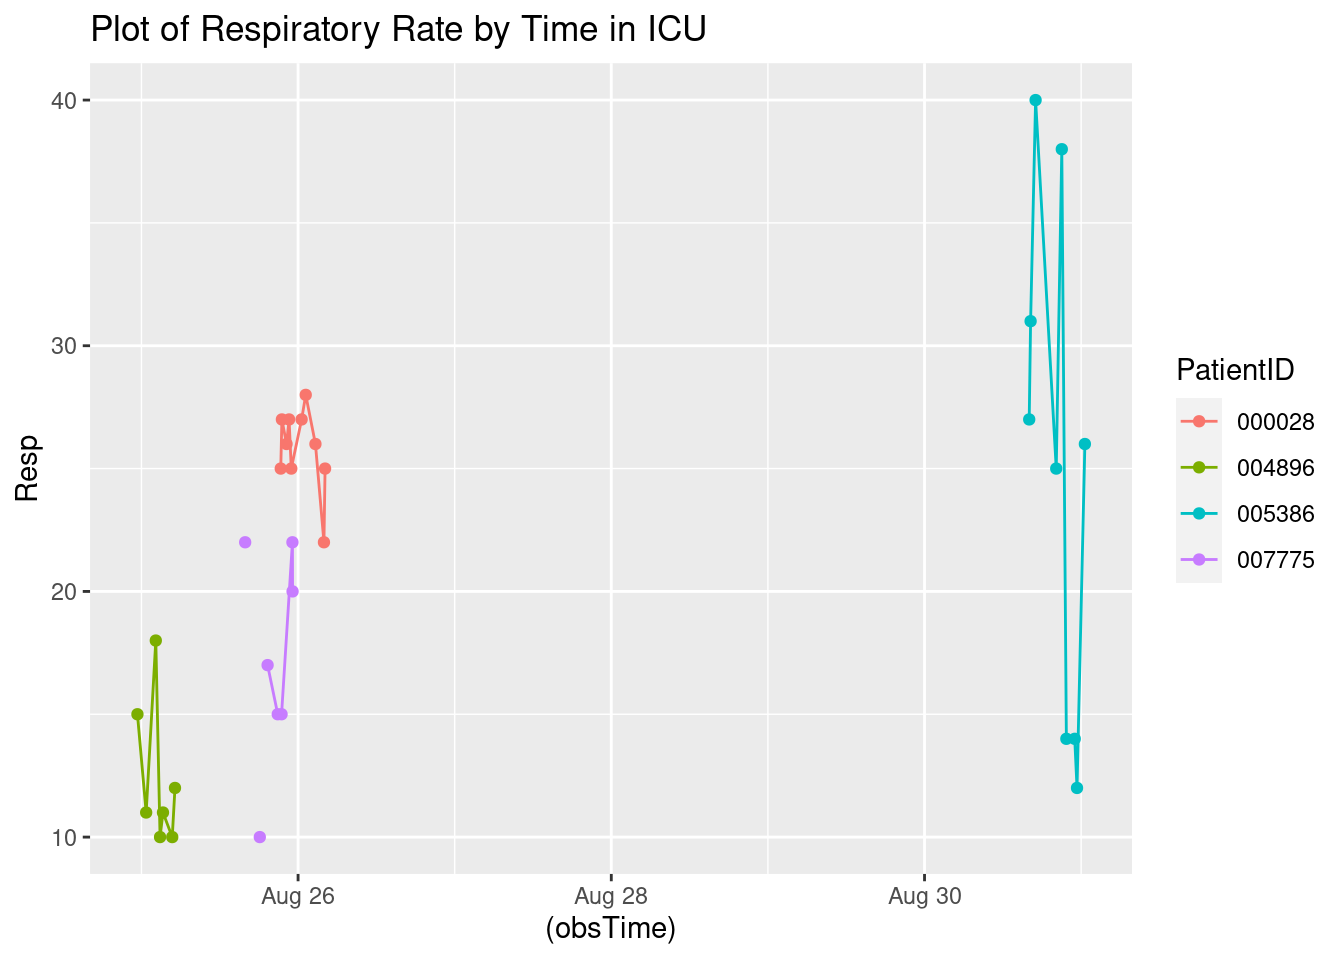 Plot of Respiratory Rate by Time in ICU
40
30
20
10
Resp
Aug 26
Aug 28
Aug 30
(obsTime)
PatientID
000028
004896
005386
007775